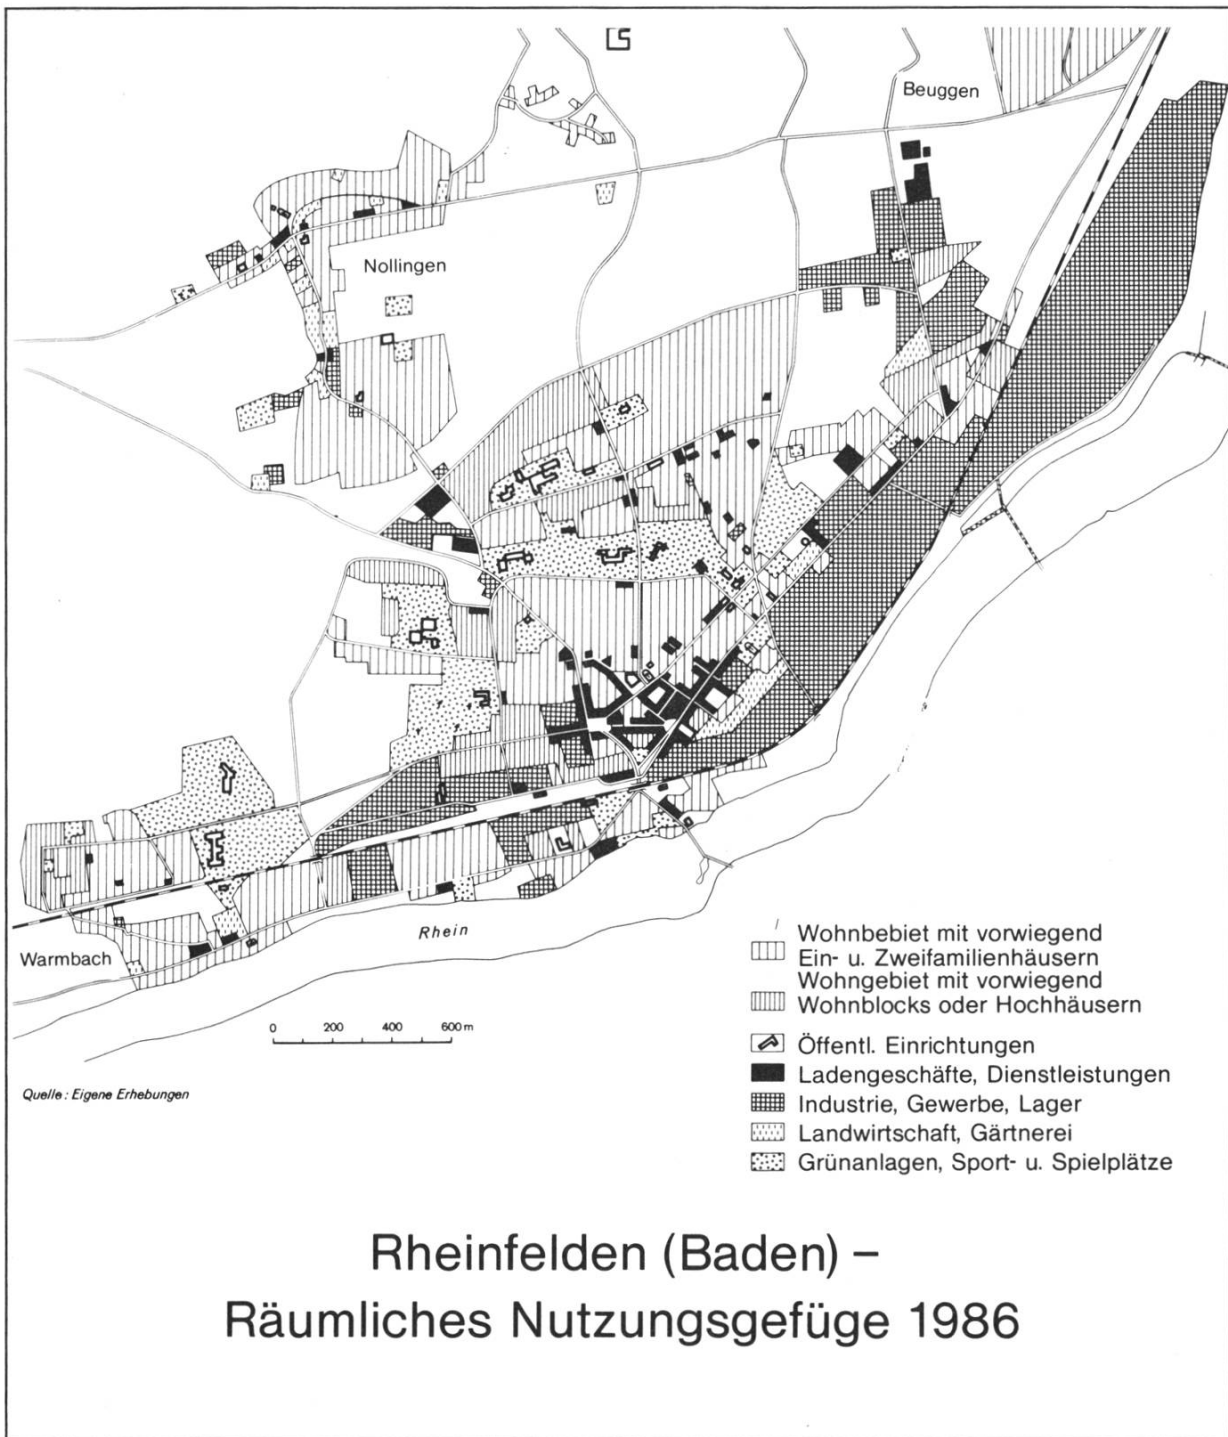 Beuggen
Nollingen
Warmbach
Rhein
0 200 400 600 m
Quelle: Eigene Erhebungen
Wohnbebiet mit vorwiegend
Ein- u. Zweifamilienhäusern
Wohngebiet mit vorwiegend
Wohnblocks oder Hochhäusern
Öffentl. Einrichtungen
Ladengeschäfte, Dienstleistungen
Industrie, Gewerbe, Lager
Landwirtschaft, Gärtnerei
Grünanlagen, Sport- u. Spielplätze
Rheinfelden (Baden) –
Räumliches Nutzungsgefüge 1986